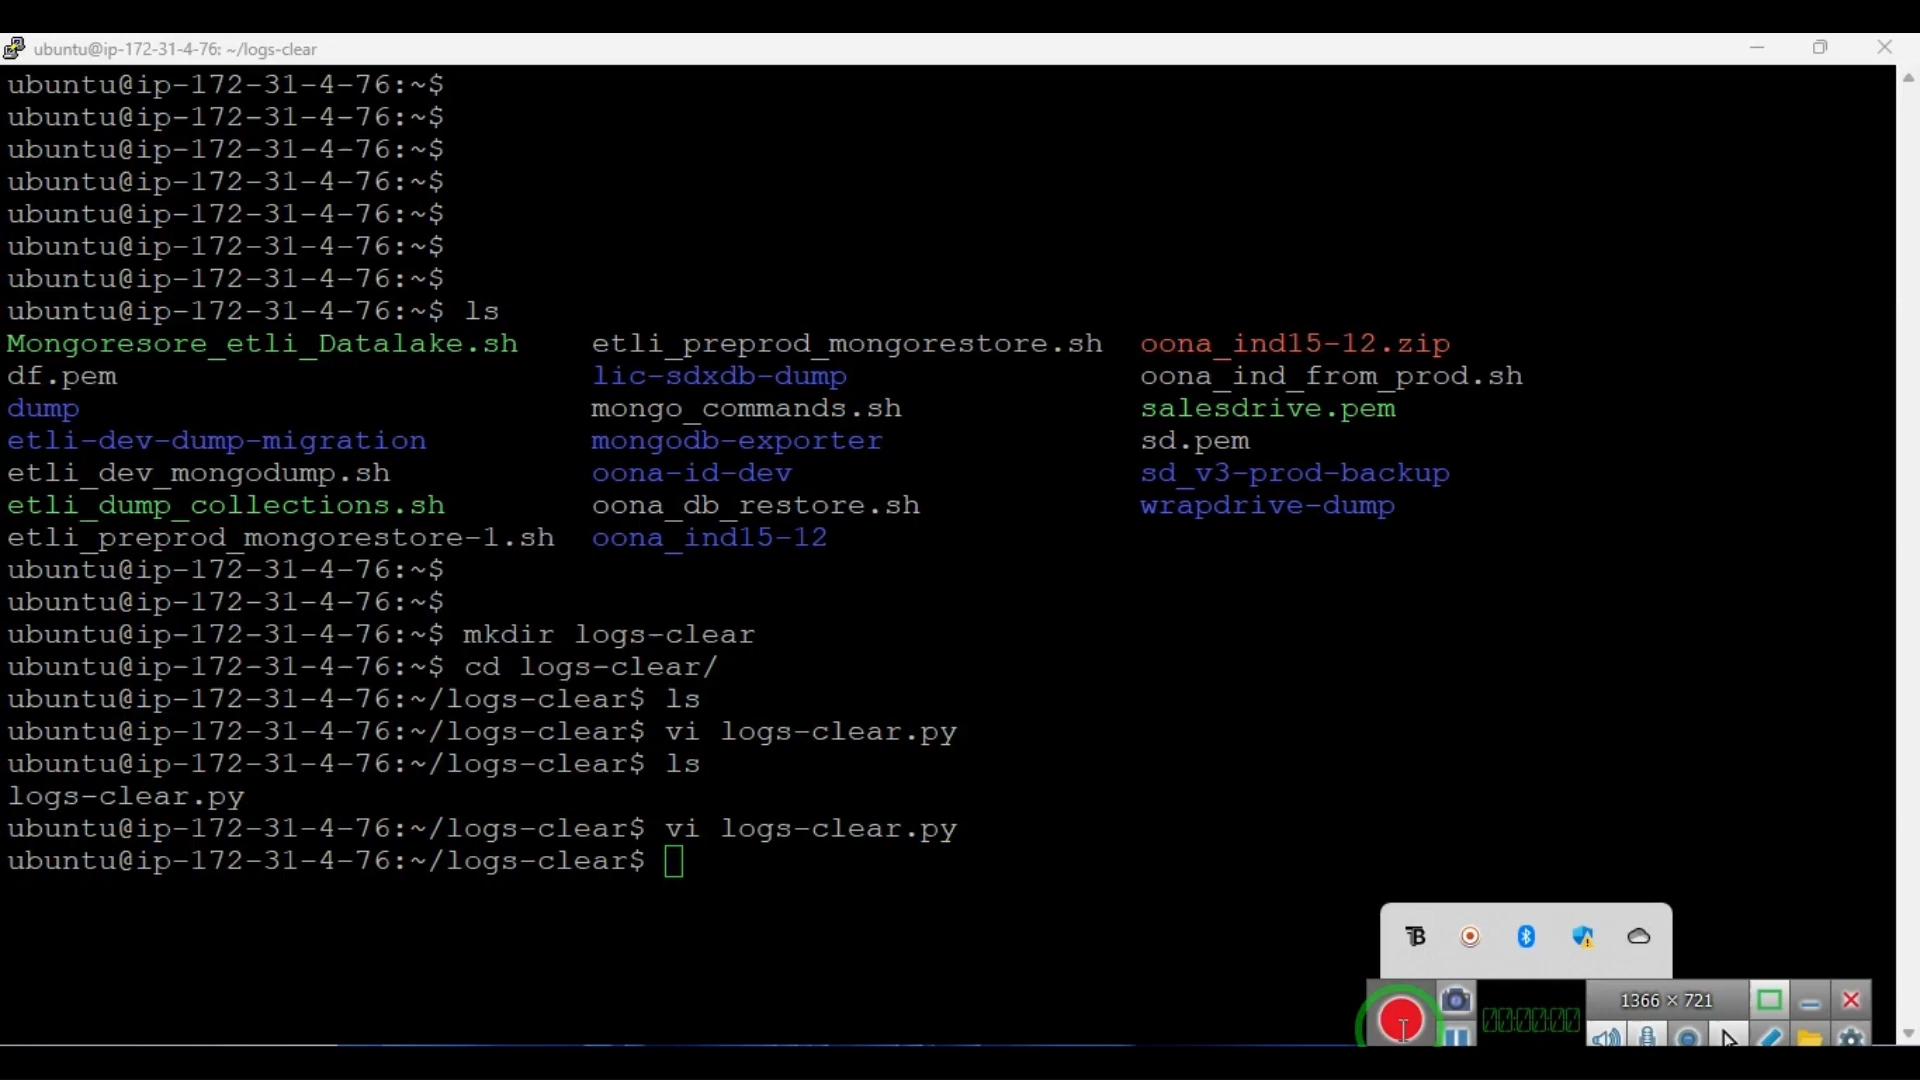 ubuntu@ip-172-31-4-76: ~/logs-clear
ubuntu@ip-172-31-4-76:~$
ubuntu@ip-172-31-4-76:~$
ubuntu@ip-172-31-4-76:~$
ubuntu@ip-172-31-4-76:~$
ubuntu@ip-172-31-4-76:~$
ubuntu@ip-172-31-4-76:~$
ubuntu@ip-172-31-4-76:~$
ubuntu@ip-172-31-4-76:~$ ls
Mongoresore_etli_Datalake.sh etli_preprod_mongorestore.sh oona_ind15-12.zip
df.pem lic-sdxdb-dump oona_ind_from_prod.sh
dump mongo_commands.sh salesdrive.pem
etli-dev-dump-migration mongodb-exporter sd.pem
etli_dev_mongodump.sh oona-id-dev sd_v3-prod-backup
etli_dump_collections.sh oona_db_restore.sh wrapdrive-dump
etli_preprod_mongorestore-1.sh oona_ind15-12
ubuntu@ip-172-31-4-76:~$
ubuntu@ip-172-31-4-76:~$
ubuntu@ip-172-31-4-76:~$ mkdir logs-clear
ubuntu@ip-172-31-4-76:~$ cd logs-clear/
ubuntu@ip-172-31-4-76:~/logs-clear$ ls
ubuntu@ip-172-31-4-76:~/logs-clear$ vi logs-clear.py
ubuntu@ip-172-31-4-76:~/logs-clear$ ls
logs-clear.py
ubuntu@ip-172-31-4-76:~/logs-clear$ vi logs-clear.py
ubuntu@ip-172-31-4-76:~/logs-clear$
1366 × 721
00:00:00